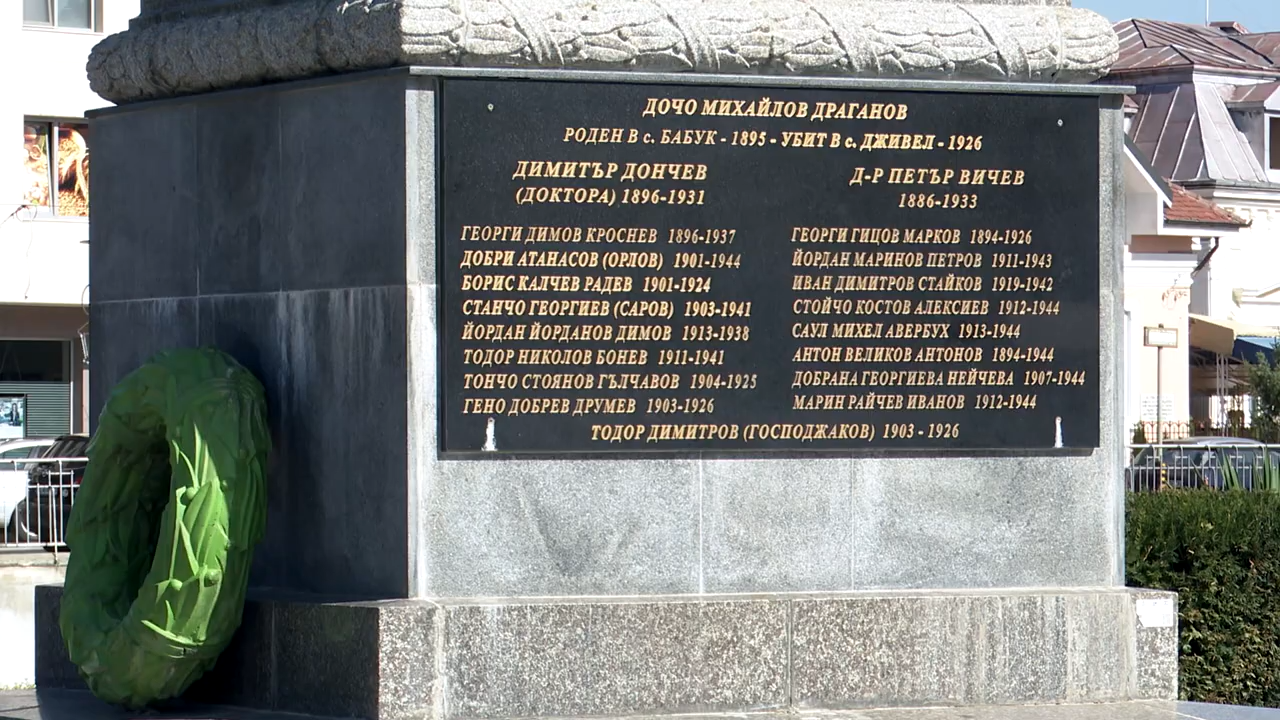 ДОЧО МИХАЙЛОВ ДРАГАНОВ
РОДЕН В с. БАБУК - 1895 - УБИТ В с. ДЖИВЕЛ - 1926
ДИМИТЪР ДОНЧЕВ
(ДОКТОРА) 1896-1931
Д-Р ПЕТЪР ВИЧЕВ
1886-1933
ГЕОРГИ ДИМОВ КРОСНЕВ 1896-1937
ДОБРИ АТАНАСОВ (ОРЛОВ) 1901-1944
БОРИС КАЛЧЕВ РАДЕВ 1901-1924
СТАНЧО ГЕОРГИЕВ (САРОВ) 1903-1941
ЙОРДАН ЙОРДАНОВ ДИМОВ 1913-1938
ТОДОР НИКОЛОВ БОНЕВ 1911-1941
ТОНЧО СТОЯНОВ ГЪЛЧАВОВ 1904-1925
ГЕНО ДОБРЕВ ДРУМЕВ 1903-1926
ГЕОРГИ ГИЦОВ МАРКОВ 1894-1926
ЙОРДАН МАРИНОВ ПЕТРОВ 1911-1943
ИВАН ДИМИТРОВ СТАЙКОВ 1919-1942
СТОЙЧО КОСТОВ АЛЕКСИЕВ 1912-1944
САУЛ МИХЕЛ АВЕРБУХ 1913-1944
АНТОН ВЕЛИКОВ АНТОНОВ 1894-1944
ДОБРАНА ГЕОРГИЕВА НЕЙЧЕВА 1907-1944
МАРИН РАЙЧЕВ ИВАНОВ 1912-1944
ТОДОР ДИМИТРОВ (ГОСПОДЖАКОВ) 1903 - 1926